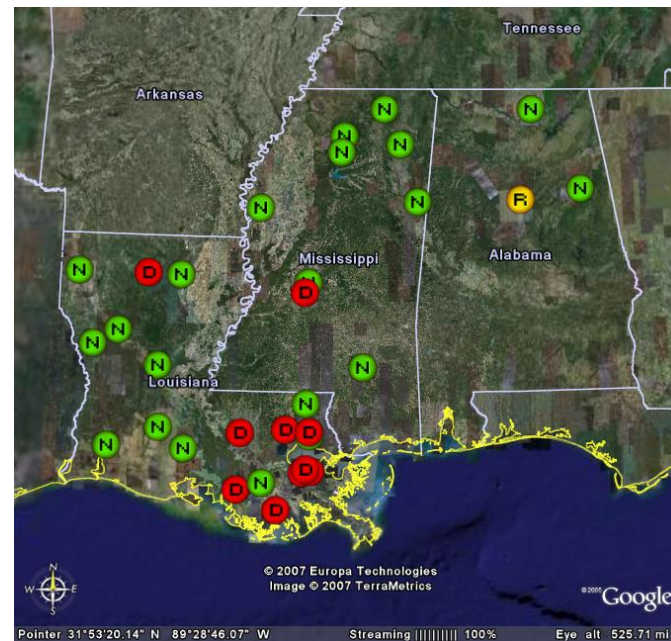 Tennessee
Arkansas
N
N
N
N
N
N
R
N
N
Alabama
Mississippi
N
D
N
N
D
N
N
N
N
Louisiana
N
N
D
D
D
N
N
N
D
D
N
D
© 2007 Europa Technologies
Image © 2007 TerraMetrics
N
W
E
S
©2005 Google
Pointer 31°53'20.14" N 89°28'46.07" W Streaming |||||||||| 100% Eye alt 525.71 m